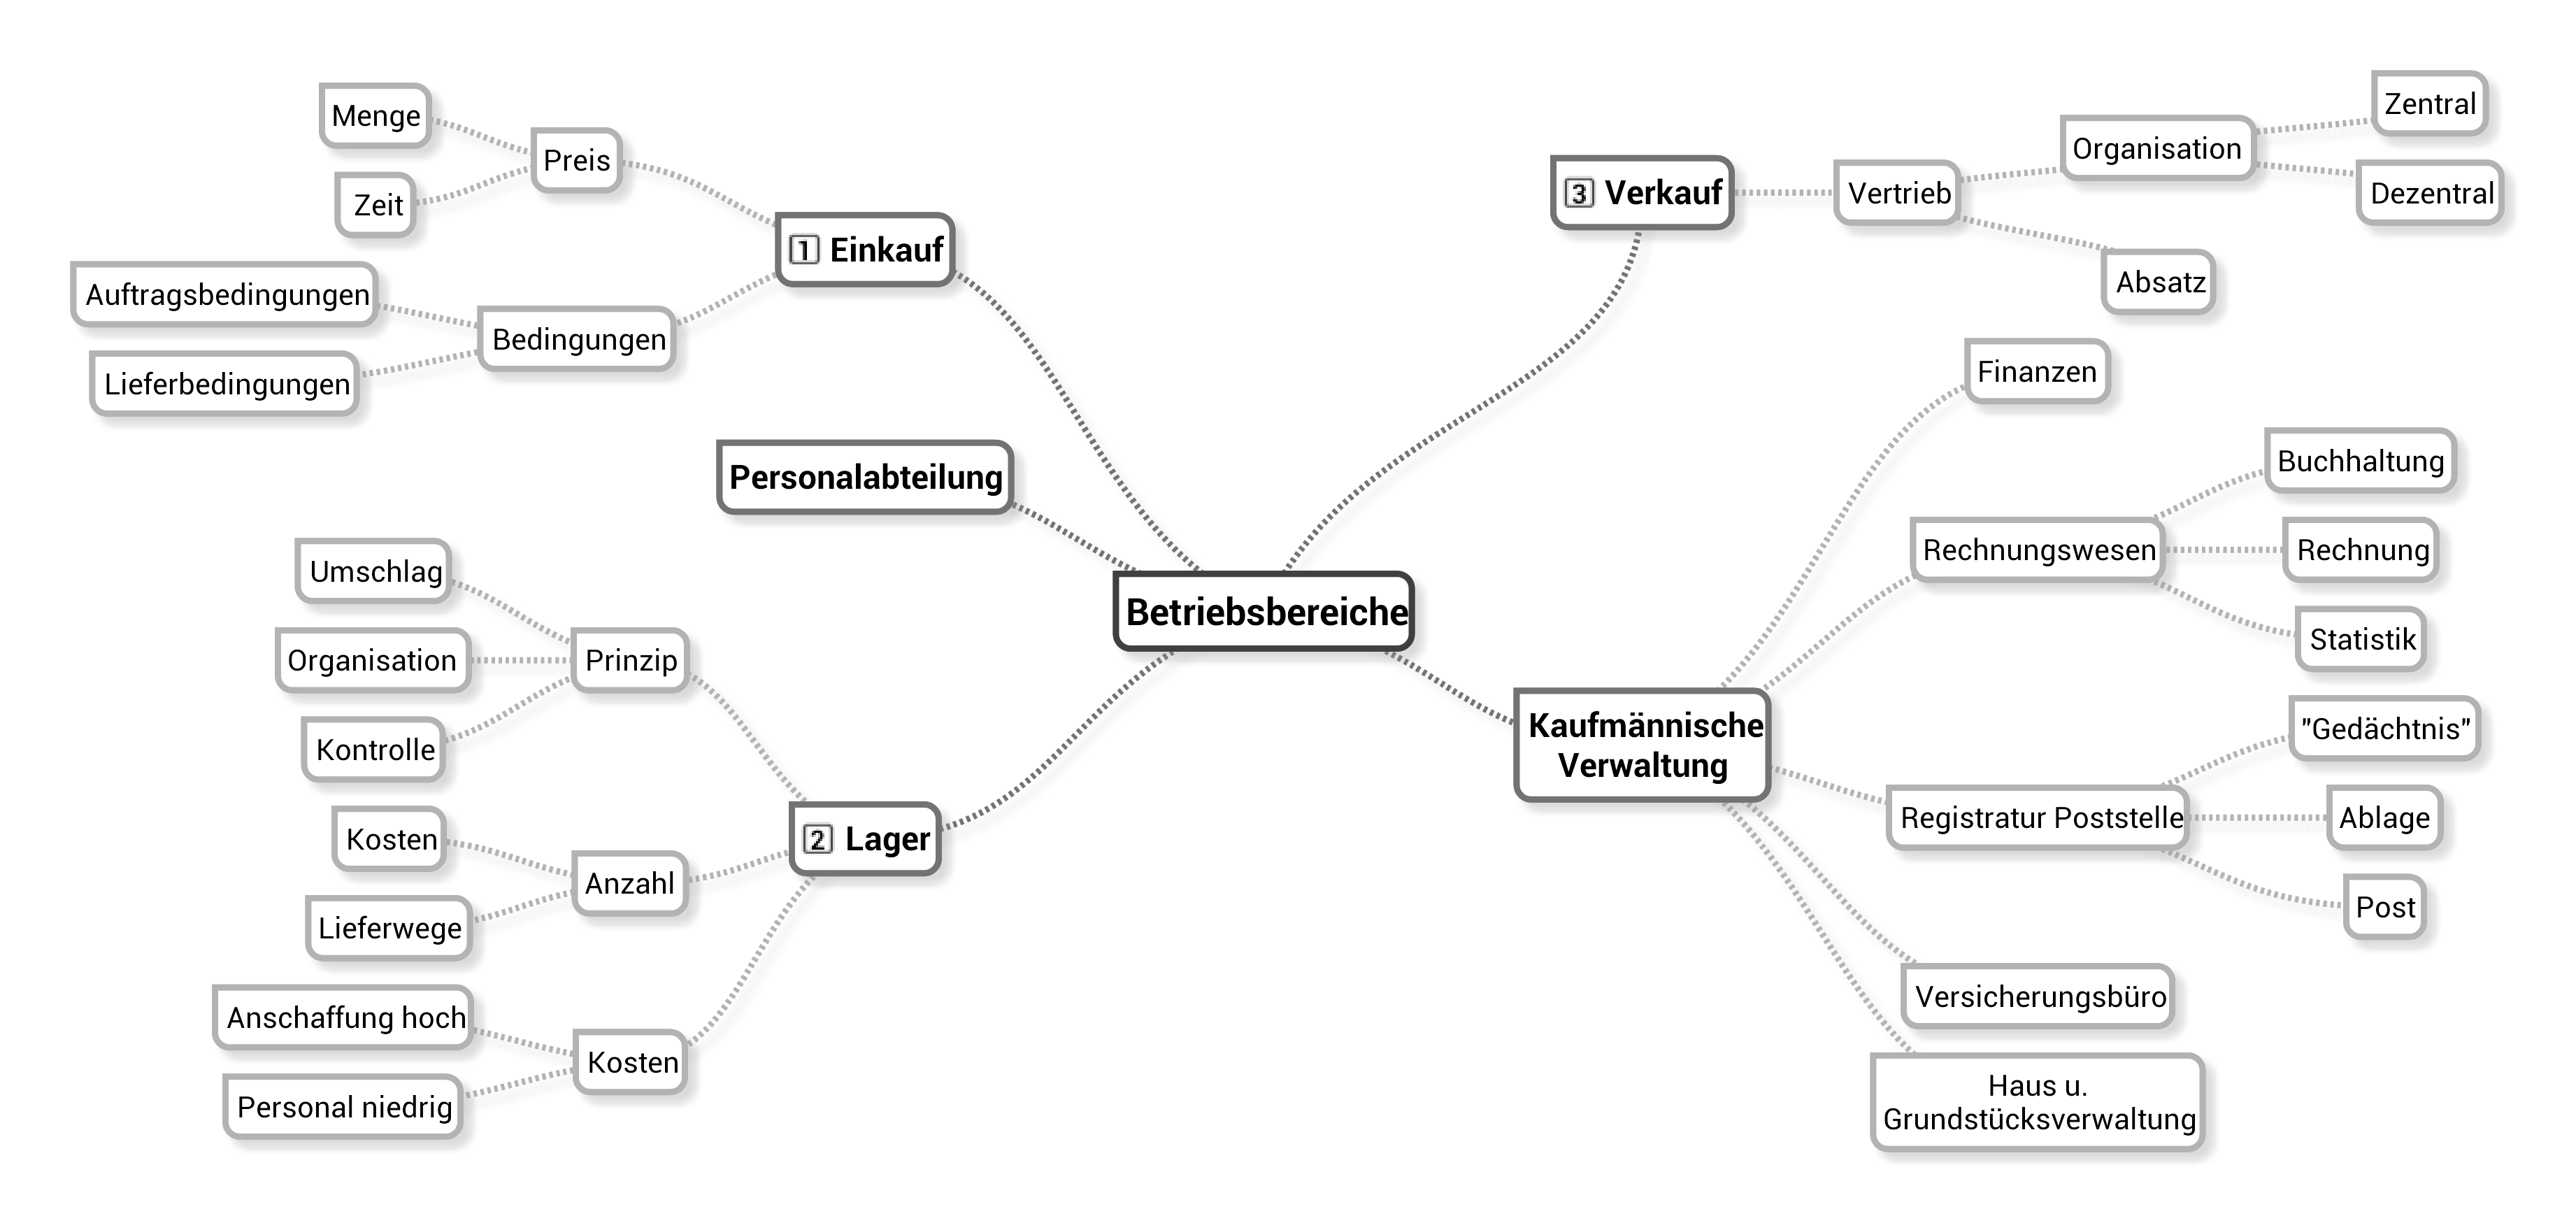 Betriebsbereiche
1 Einkauf
Preis
Menge
Zeit
Bedingungen
Auftragsbedingungen
Lieferbedingungen
Personalabteilung
2 Lager
Prinzip
Umschlag
Organisation
Kontrolle
Anzahl
Kosten
Lieferwege
Kosten
Anschaffung hoch
Personal niedrig
3 Verkauf
Vertrieb
Organisation
Zentral
Dezentral
Absatz
Kaufmännische
Verwaltung
Finanzen
Rechnungswesen
Buchhaltung
Rechnung
Statistik
Registratur Poststelle
"Gedächtnis"
Ablage
Post
Versicherungsbüro
Haus u.
Grundstücksverwaltung